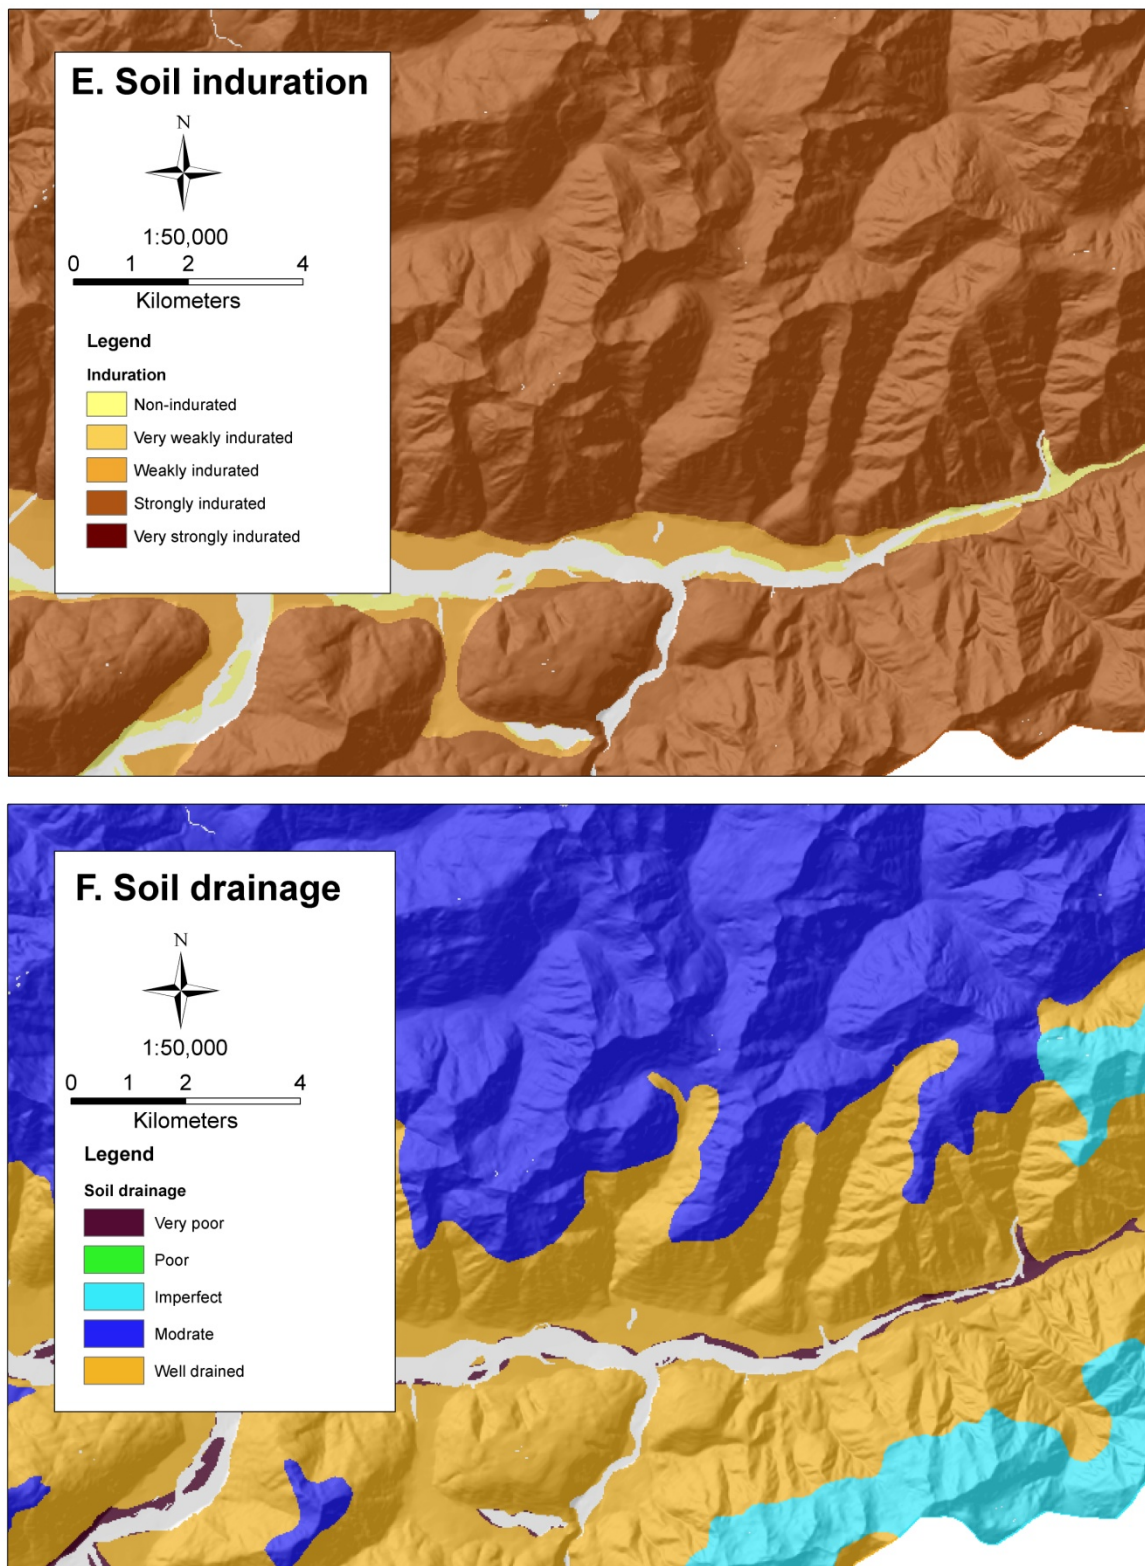 E. Soil induration
N
1:50,000
0 2 4
Kilometers
Legend
Induration
Non-indurated
Very weakly indurated
Weakly indurated
Strongly indurated
Very strongly indurated
F. Soil drainage
N
1:50,000
0 1 2 4
Kilometers
Legend
Soil drainage
Very poor
Poor
Imperfect
Modrate
Well drained